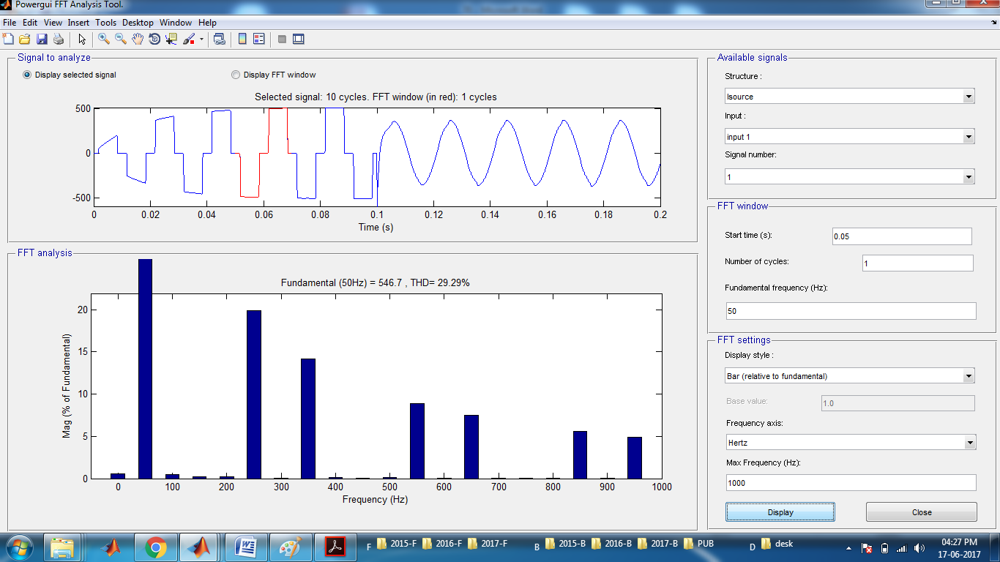 Powergui FFT Analysis Tool.
File Edit View Insert Tools Desktop Window Help
Signal to analyze
Display selected signal
Display FFT window
Selected signal: 10 cycles. FFT window (in red): 1 cycles
500
0
-500
0 0.02 0.04 0.06 0.08 0.1 0.12 0.14 0.16 0.18 0.2
Time (s)
FFT analysis
Fundamental (50Hz) = 546.7 , THD= 29.29%
20
15
10
5
0
Mag (% of Fundamental)
0 100 200 300 400 500 600 700 800 900 1000
Frequency (Hz)
Available signals
Structure :
Isource
Input :
input 1
Signal number:
1
FFT window
Start time (s):
0.05
Number of cycles:
1
Fundamental frequency (Hz):
50
FFT settings
Display style :
Bar (relative to fundamental)
Base value:
1.0
Frequency axis:
Hertz
Max Frequency (Hz):
1000
Display
Close
F 2015-F 2016-F 2017-F B 2015-B 2016-B 2017-B PUB D desk
04:27 PM
17-06-2017